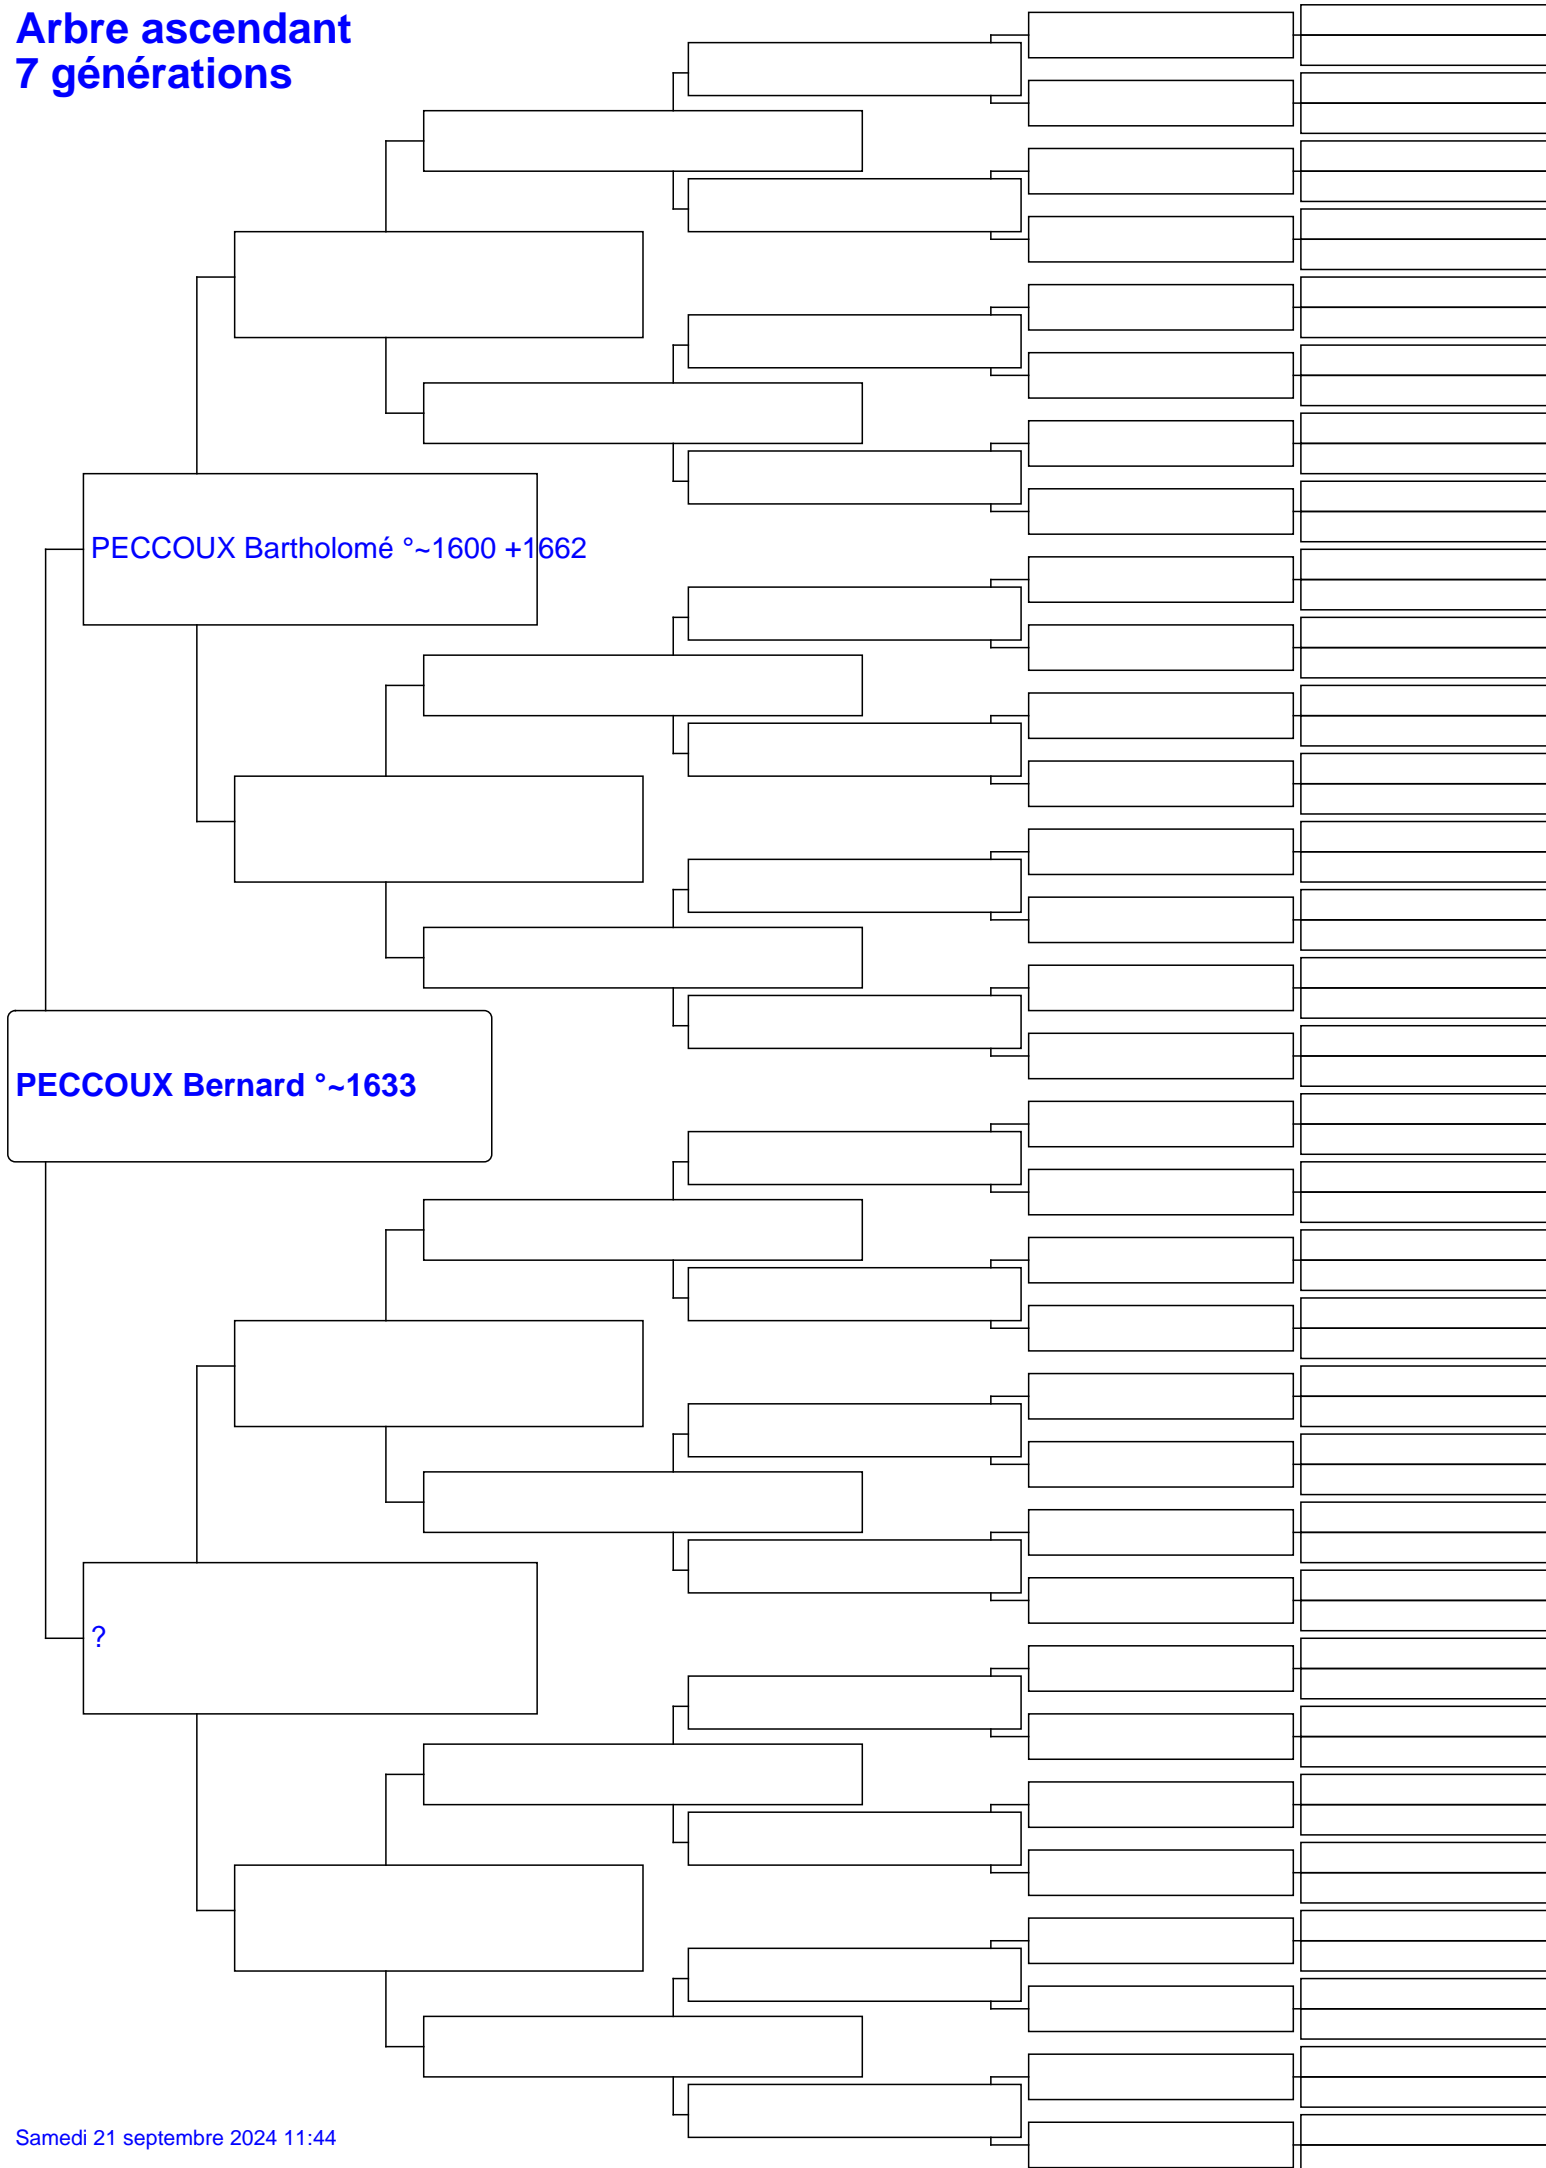 Arbre ascendant
7 générations
PECCOUX Bartholomé °~1600 +1662
PECCOUX Bernard °~1633
?
Samedi 21 septembre 2024 11:44